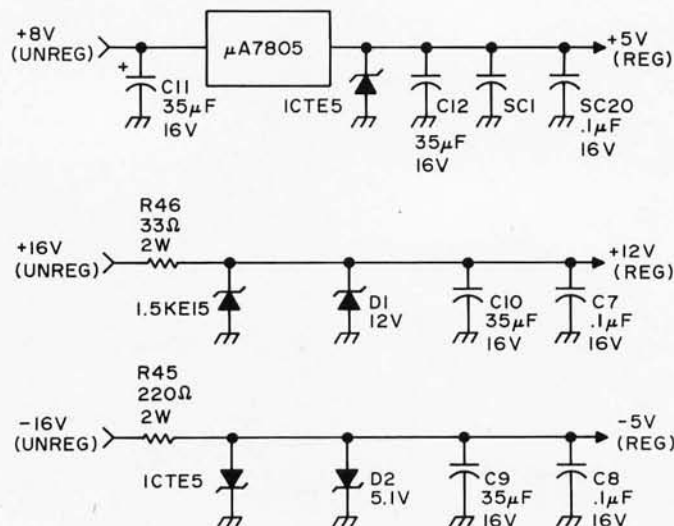 +8V
(UNREG)
+
C11
35µF
16V
µA7805
ICTE5
C12
35µF
16V
SC1
SC20
.1µF
16V
+5V
(REG)
+16V
(UNREG)
R46
33Ω
2W
1.5KE15
D1
12V
C10
35µF
16V
C7
.1µF
16V
+12V
(REG)
-16V
(UNREG)
R45
220Ω
2W
ICTE5
D2
5.1V
C9
35µF
16V
C8
.1µF
16V
-5V
(REG)